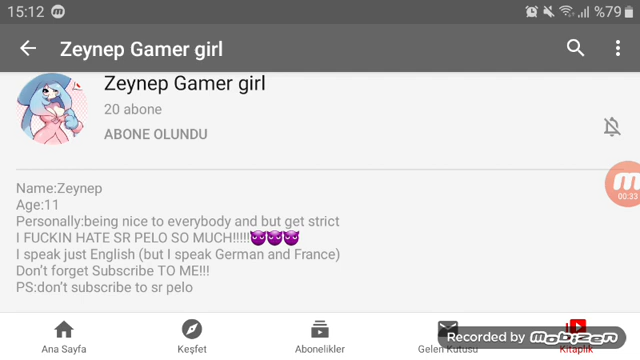 15:12
%79
Zeynep Gamer girl
Zeynep Gamer girl
20 abone
ABONE OLUNDU
00:33
Name:Zeynep
Age:11
Personally:being nice to everybody and but get strict
I FUCKIN HATE SR PELO SO MUCH!!!!!😈😈😈
I speak just English (but I speak German and France)
Don't forget Subscribe TO ME!!!
PS:don't subscribe to sr pelo
Recorded by Mobizen
Ana Sayfa
Keşfet
Abonelikler
Gelen Kutusu
Kitaplık